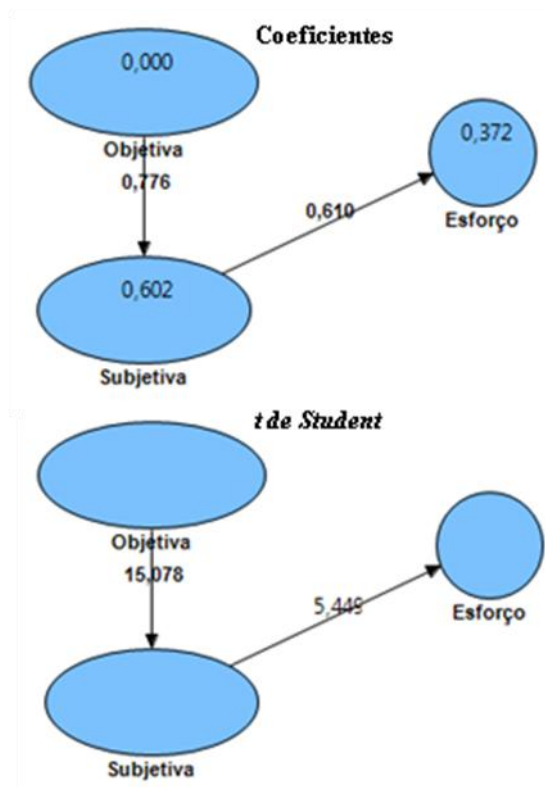 Coeficientes
0,000
Objetiva
0,776
0,372
Esforço
0,610
0,602
Subjetiva
t de Student
Objetiva
15,078
Esforço
5,449
Subjetiva